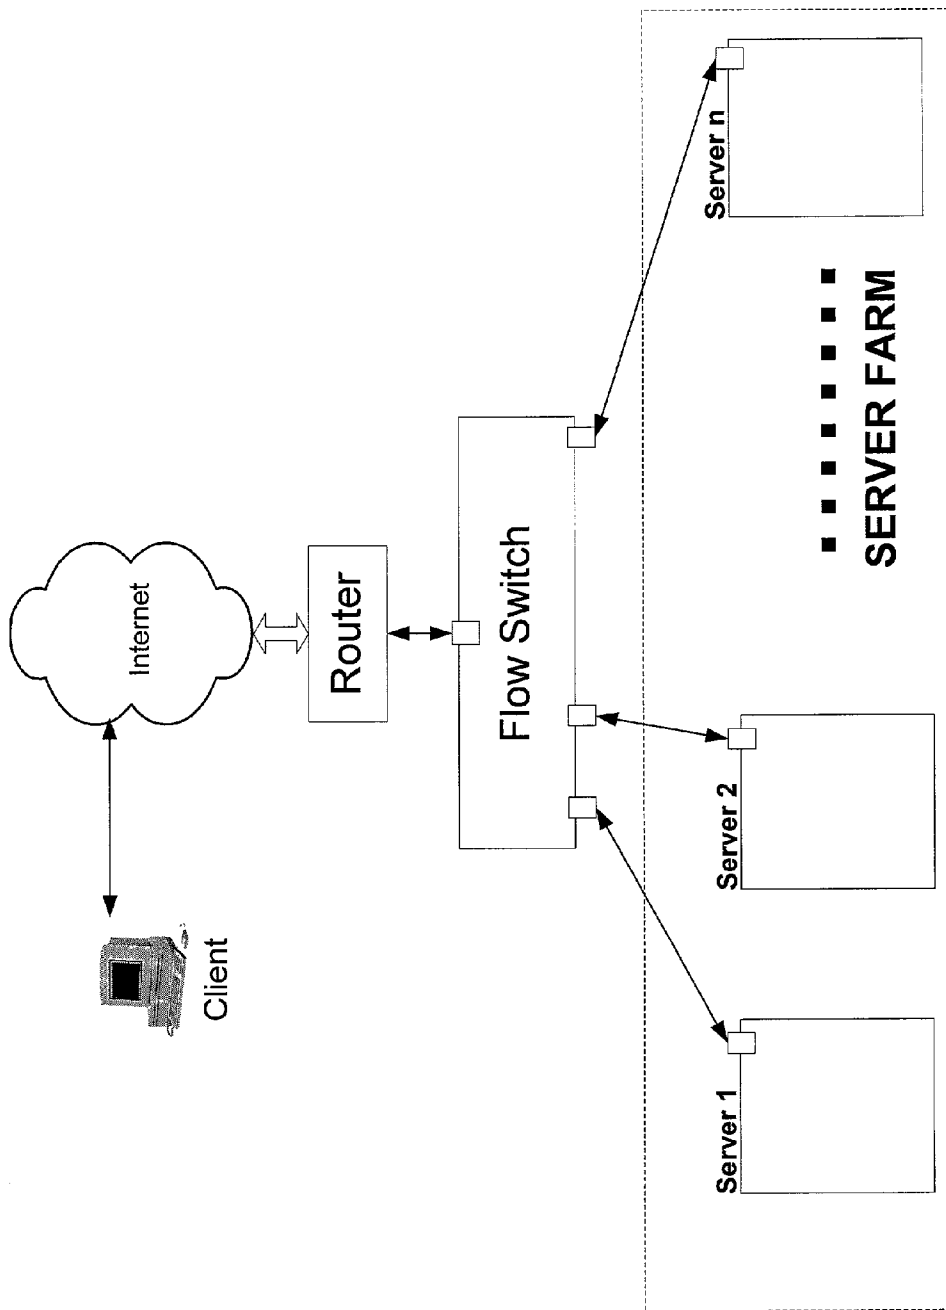 Client
Internet
Router
Flow Switch
Server 1
Server 2
Server n
SERVER FARM